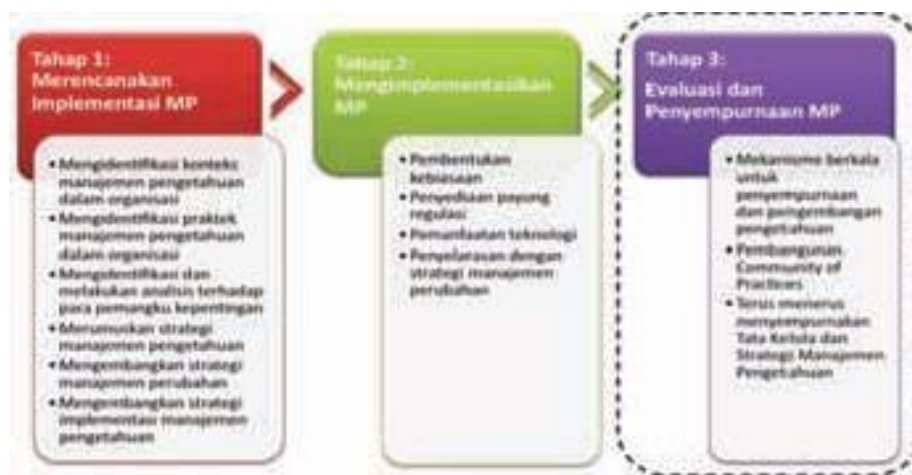 Tahap 1:
Merencanakan
Implementasi MP
• Mengidentifikasi konteks
manajemen pengetahuan
dalam organisasi
• Mengidentifikasi praktek
manajemen pengetahuan
dalam organisasi
• Mengidentifikasi dan
melakukan analisis terhadap
para pemangku kepentingan
• Merumuskan strategi
manajemen pengetahuan
• Mengembangkan strategi
manajemen perubahan
• Mengembangkan strategi
implementasi manajemen
pengetahuan
Tahap 2:
Mengimplementasikan
MP
• Pembentukan
kebiasaan
• Penyediaan payung
regulasi
• Pemanfaatan teknologi
• Penyelarasan dengan
strategi manajemen
perubahan
Tahap 3:
Evaluasi dan
Penyempurnaan MP
• Mekanisme berkala
untuk
penyempurnaan
dan pengembangan
pengetahuan
• Pembangunan
Community of
Practices
• Terus menerus
menyempurnakan
Tata Kelola dan
Strategi Manajemen
Pengetahuan